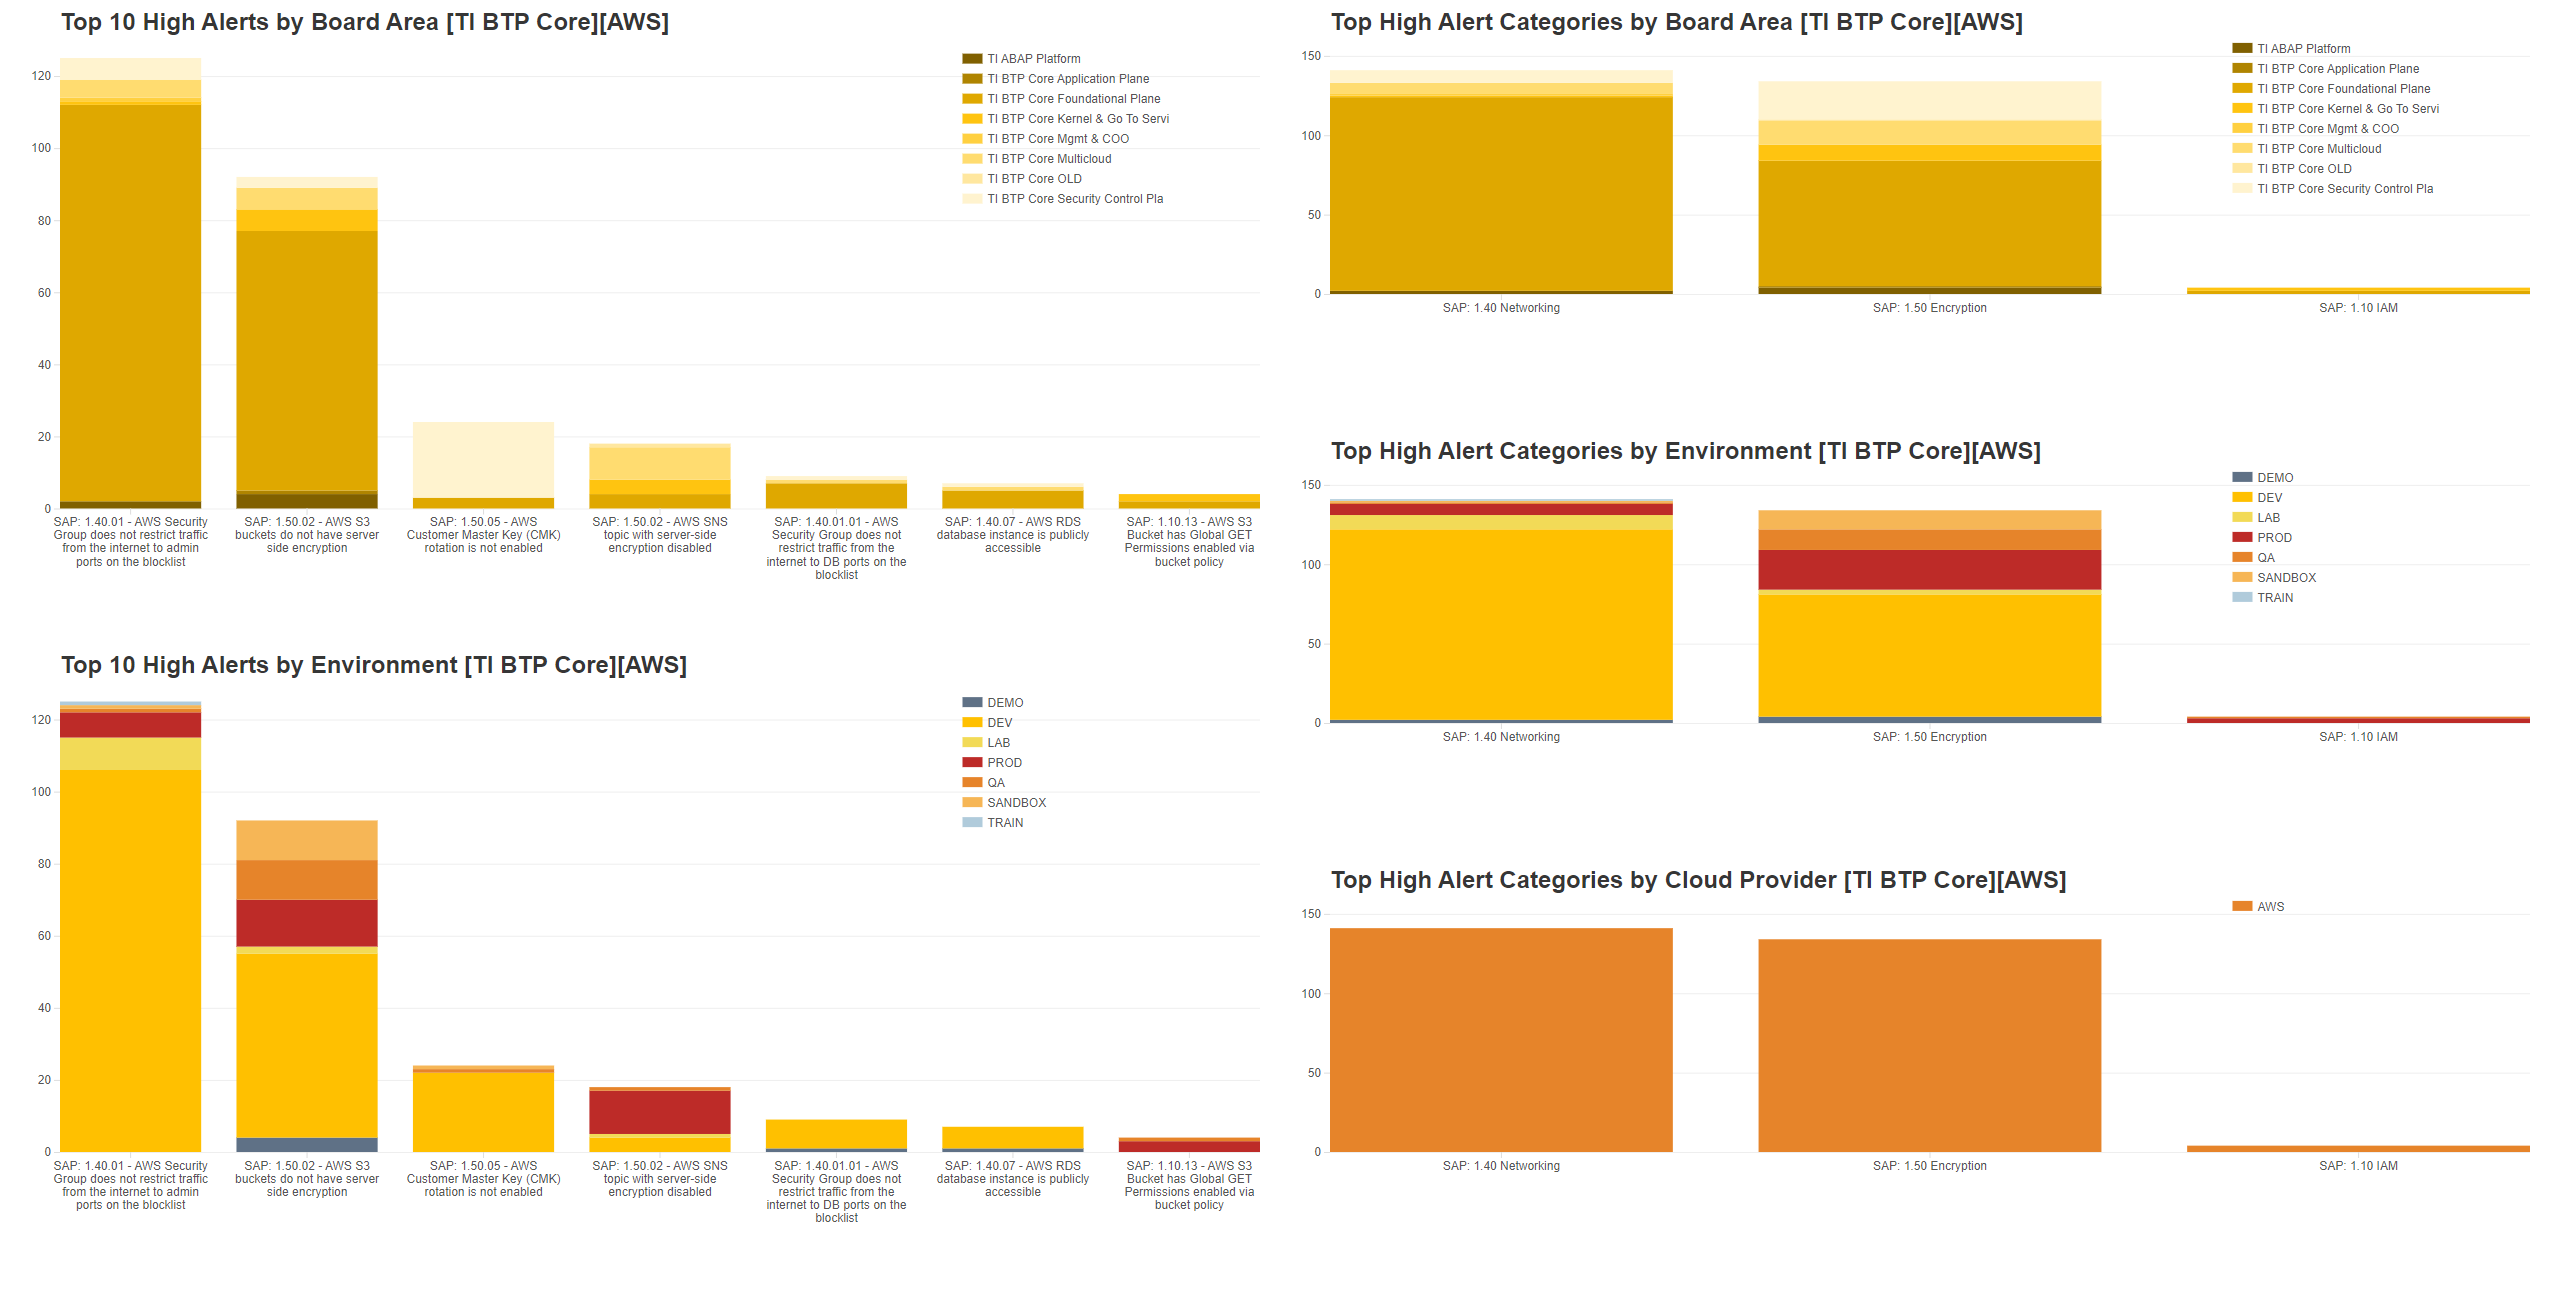 Top 10 High Alerts by Board Area [TI BTP Core][AWS]
TI ABAP Platform
TI BTP Core Application Plane
TI BTP Core Foundational Plane
TI BTP Core Kernel & Go To Servi
TI BTP Core Mgmt & COO
TI BTP Core Multicloud
TI BTP Core OLD
TI BTP Core Security Control Pla
120
100
80
60
40
20
0
SAP: 1.40.01 - AWS Security
Group does not restrict traffic
from the internet to admin
ports on the blocklist
SAP: 1.50.02 - AWS S3
buckets do not have server
side encryption
SAP: 1.50.05 - AWS
Customer Master Key (CMK)
rotation is not enabled
SAP: 1.50.02 - AWS SNS
topic with server-side
encryption disabled
SAP: 1.40.01.01 - AWS
Security Group does not
restrict traffic from the
internet to DB ports on the
blocklist
SAP: 1.40.07 - AWS RDS
database instance is publicly
accessible
SAP: 1.10.13 - AWS S3
Bucket has Global GET
Permissions enabled via
bucket policy
Top 10 High Alerts by Environment [TI BTP Core][AWS]
DEMO
DEV
LAB
PROD
QA
SANDBOX
TRAIN
120
100
80
60
40
20
0
SAP: 1.40.01 - AWS Security
Group does not restrict traffic
from the internet to admin
ports on the blocklist
SAP: 1.50.02 - AWS S3
buckets do not have server
side encryption
SAP: 1.50.05 - AWS
Customer Master Key (CMK)
rotation is not enabled
SAP: 1.50.02 - AWS SNS
topic with server-side
encryption disabled
SAP: 1.40.01.01 - AWS
Security Group does not
restrict traffic from the
internet to DB ports on the
blocklist
SAP: 1.40.07 - AWS RDS
database instance is publicly
accessible
SAP: 1.10.13 - AWS S3
Bucket has Global GET
Permissions enabled via
bucket policy
Top High Alert Categories by Board Area [TI BTP Core][AWS]
TI ABAP Platform
TI BTP Core Application Plane
TI BTP Core Foundational Plane
TI BTP Core Kernel & Go To Servi
TI BTP Core Mgmt & COO
TI BTP Core Multicloud
TI BTP Core OLD
TI BTP Core Security Control Pla
150
100
50
0
SAP: 1.40 Networking
SAP: 1.50 Encryption
SAP: 1.10 IAM
Top High Alert Categories by Environment [TI BTP Core][AWS]
DEMO
DEV
LAB
PROD
QA
SANDBOX
TRAIN
150
100
50
0
SAP: 1.40 Networking
SAP: 1.50 Encryption
SAP: 1.10 IAM
Top High Alert Categories by Cloud Provider [TI BTP Core][AWS]
AWS
150
100
50
0
SAP: 1.40 Networking
SAP: 1.50 Encryption
SAP: 1.10 IAM